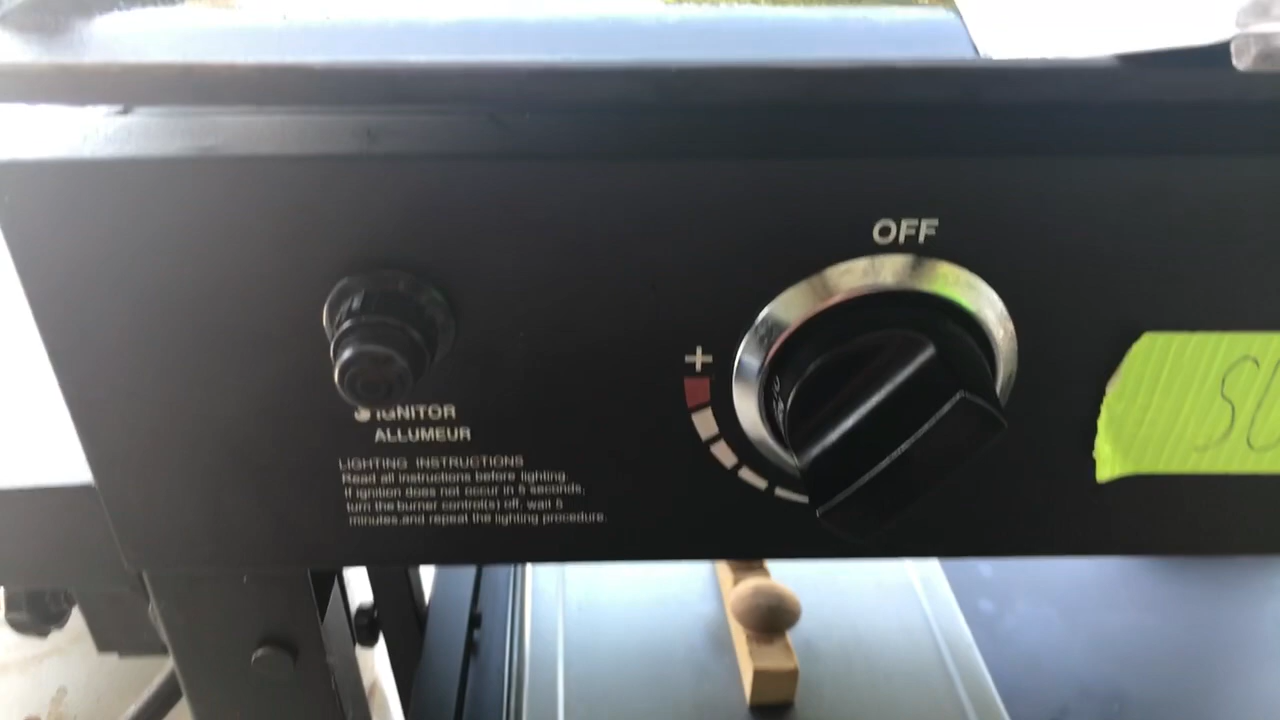 OFF
+
IGNITOR
ALLUMEUR
LIGHTING INSTRUCTIONS
Read all instructions before lighting.
If ignition does not occur in 5 seconds,
turn the burner control(s) off, wait 5
minutes,and repeat the lighting procedure.